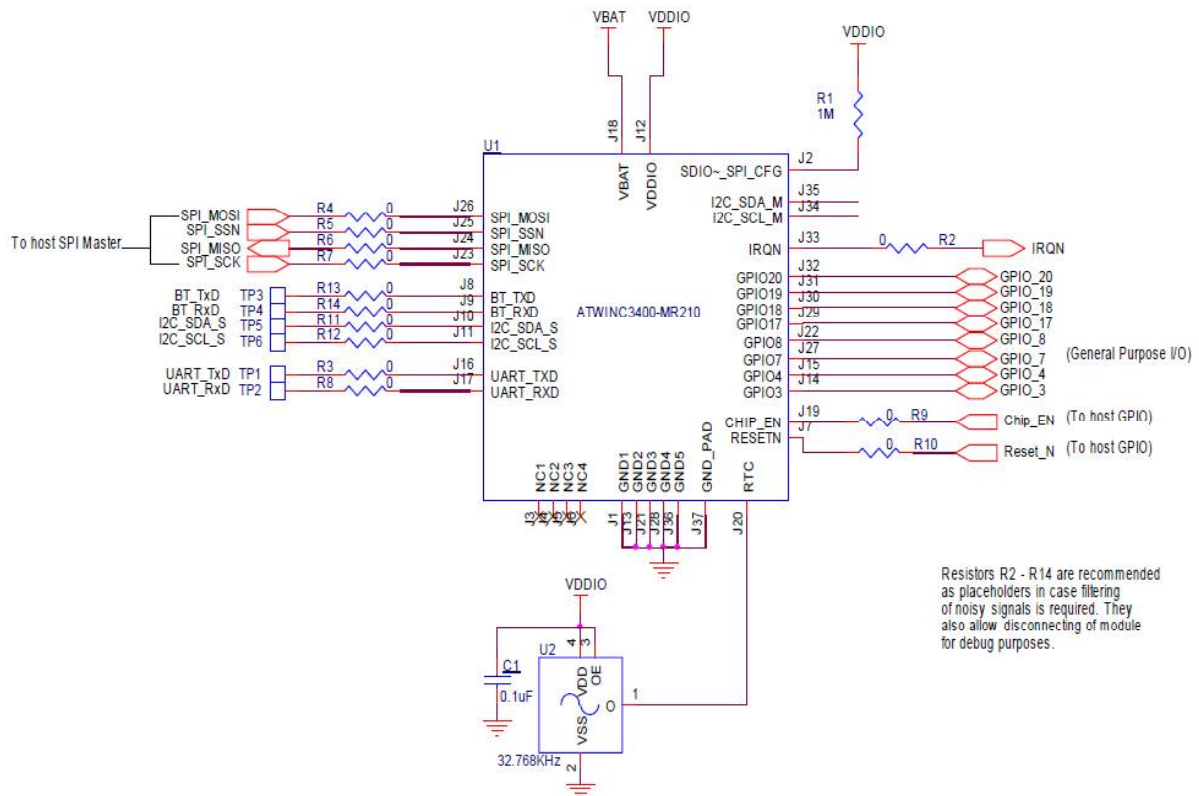 VBAT VDDIO
VDDIO
R1
1M
J18
J12
U1
J2
VBAT
VDDIO
SDIO~_SPI_CFG
J35
I2C_SDA_M
J34
I2C_SCL_M
To host SPI Master
SPI_MOSI R4 0 J26 SPI_MOSI
SPI_SSN R5 0 J25 SPI_SSN
SPI_MISO R6 0 J24 SPI_MISO
SPI_SCK R7 0 J23 SPI_SCK
IRQN J33 0 R2 IRQN
BT_TxD TP3 R13 0 J8 BT_TXD
BT_RxD TP4 R14 0 J9 BT_RXD
I2C_SDA_S TP5 R11 0 J10 I2C_SDA_S
I2C_SCL_S TP6 R12 0 J11 I2C_SCL_S
ATWINC3400-MR210
GPIO20 J32 GPIO_20
GPIO19 J31 GPIO_19
GPIO18 J30 GPIO_18
GPIO17 J29 GPIO_17
GPIO8 J22 GPIO_8
GPIO7 J27 GPIO_7
GPIO4 J15 GPIO_4
GPIO3 J14 GPIO_3
(General Purpose I/O)
UART_TxD TP1 R3 0 J16 UART_TXD
UART_RxD TP2 R8 0 J17 UART_RXD
CHIP_EN J19 0 R9 Chip_EN (To host GPIO)
RESETN J7 0 R10 Reset_N (To host GPIO)
NC1
NC2
NC3
NC4
GND1
GND2
GND3
GND4
GND5
GND_PAD
RTC
J3
J1
J13
J21
J28
J36
J37
J20
Resistors R2 - R14 are recommended
as placeholders in case filtering
of noisy signals is required. They
also allow disconnecting of module
for debug purposes.
VDDIO
4
3
U2
C1
0.1uF
VDD
OE
VSS
O
1
32.768KHz
2